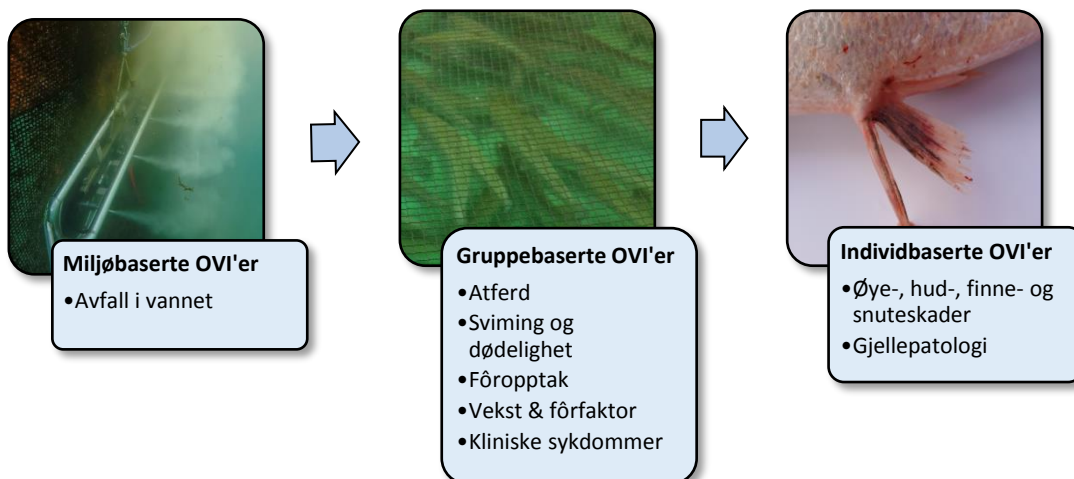 Miljøbaserte OVI'er
•Avfall i vannet
Gruppebaserte OVI'er
•Atferd
•Sviming og
dødelighet
•Fôropptak
•Vekst & fôrfaktor
•Kliniske sykdommer
Individbaserte OVI'er
•Øye-, hud-, finne- og
snuteskader
•Gjellepatologi